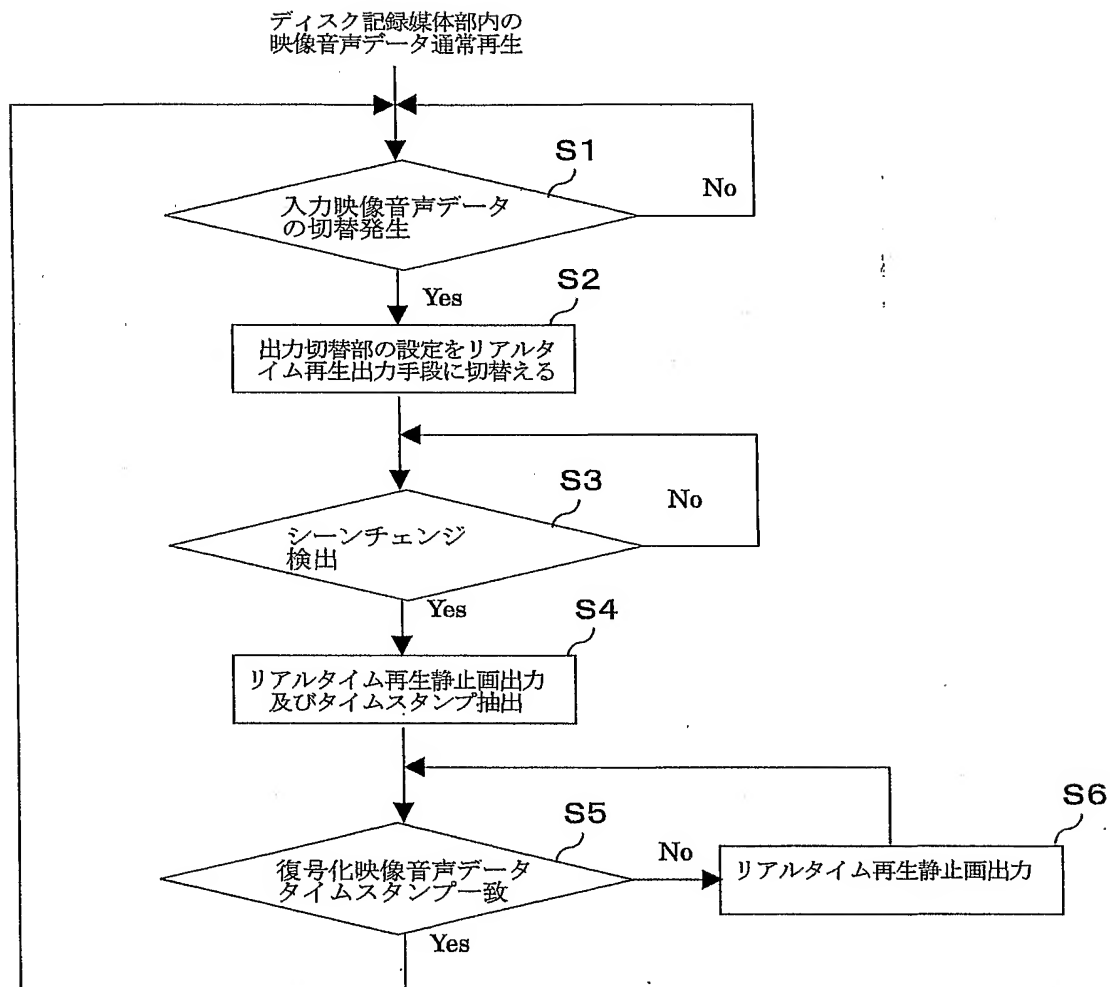 ディスク記録媒体部内の
映像音声データ通常再生
S1
No
入力映像音声データ
の切替発生
Yes
S2
出力切替部の設定をリアルタ
イム再生出力手段に切替える
S3
No
シーンチェンジ
検出
Yes
S4
リアルタイム再生静止画出力
及びタイムスタンプ抽出
S5
S6
No
復号化映像音声データ
タイムスタンプ一致
リアルタイム再生静止画出力
Yes